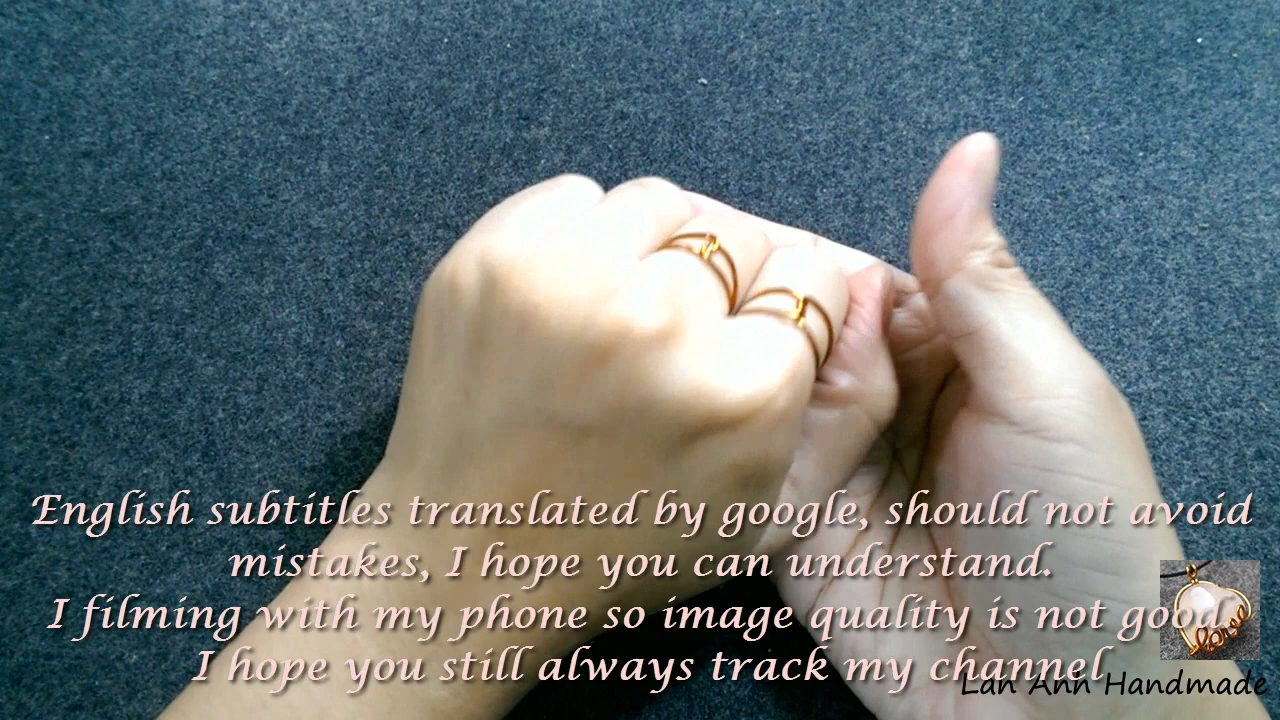 English subtitles translated by google, should not avoid
mistakes, I hope you can understand.
I filming with my phone so image quality is not good.
I hope you still always track my channel
Lan Ann Handmade
love